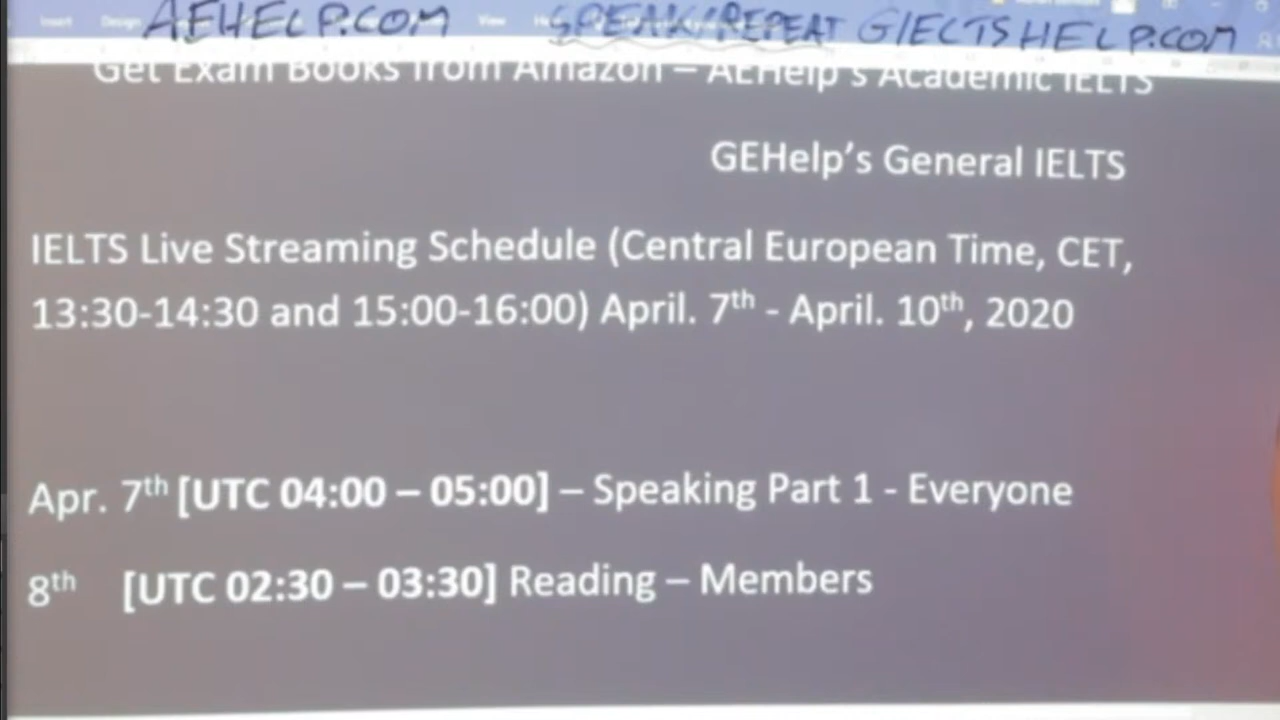 Insert Design View
AEHELP.COM SPEAK/REPEAT GIELTSHELP.COM
Get Exam Books from Amazon – AEHelp's Academic IELTS
GEHelp's General IELTS
IELTS Live Streaming Schedule (Central European Time, CET,
13:30-14:30 and 15:00-16:00) April. 7th - April. 10th, 2020
Apr. 7th [UTC 04:00 – 05:00] – Speaking Part 1 - Everyone
8th [UTC 02:30 – 03:30] Reading – Members